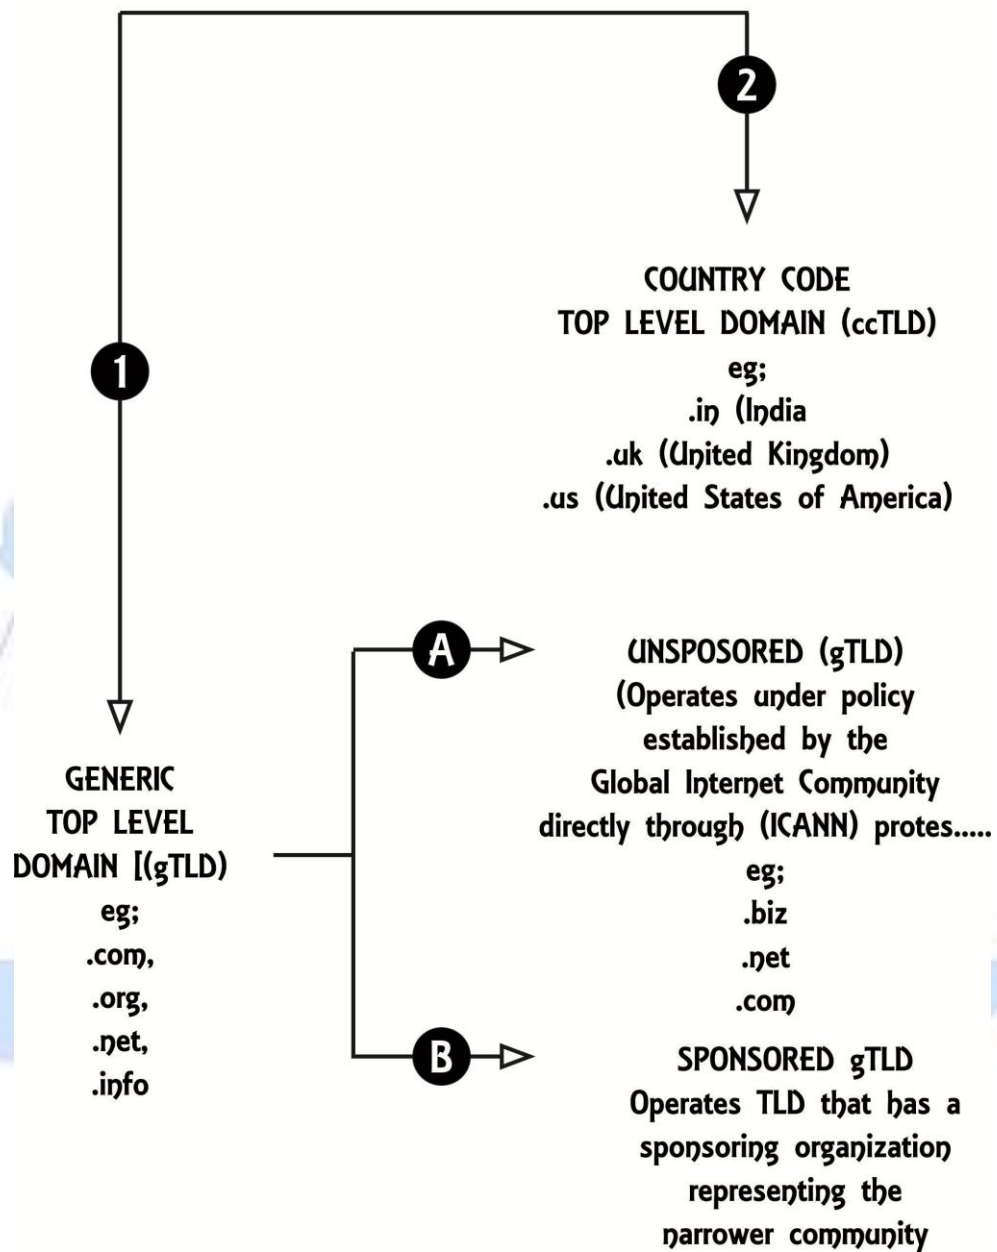 2
COUNTRY CODE
TOP LEVEL DOMAIN (ccTLD)
eg;
.in (India
.uk (United Kingdom)
.us (United States of America)
1
GENERIC
TOP LEVEL
DOMAIN [(gTLD)
eg;
.com,
.org,
.net,
.info
A
UNSPOSORED (gTLD)
(Operates under policy
established by the
Global Internet Community
directly through (ICANN) protes.....
eg;
.biz
.net
.com
B
SPONSORED gTLD
Operates TLD that has a
sponsoring organization
representing the
narrower community